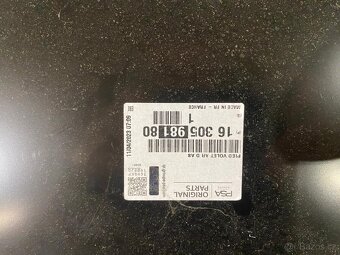 PSA
ORIGINAL
PARTS
PIED VOLET AR D AB
(P) 16 305 981 80
1
MADE IN FR - FRANCE
11/04/2023 07:06